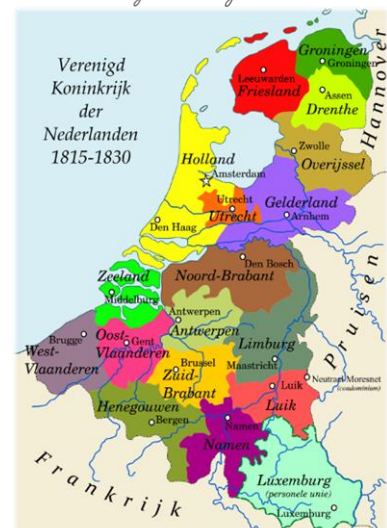 Verenigd
Koninkrijk
der
Nederlanden
1815-1830
Groningen
Groningen
Leeuwarden
Friesland
Assen
Drenthe
Hannover
Zwolle
Overijssel
Holland
Amsterdam
Utrecht
Utrecht
Gelderland
Arnhem
Den Haag
Den Bosch
Noord-Brabant
Zeeland
Middelburg
Pruisen
Antwerpen
Antwerpen
Brugge
West-
Vlaanderen
Oost-
Vlaanderen
Gent
Brussel
Zuid-
Brabant
Limburg
Maastricht
Neutraal-Moresnet
(condominium)
Luik
Luik
Henegouwen
Bergen
Namen
Namen
Frankrijk
Luxemburg
(personele unie)
Luxemburg